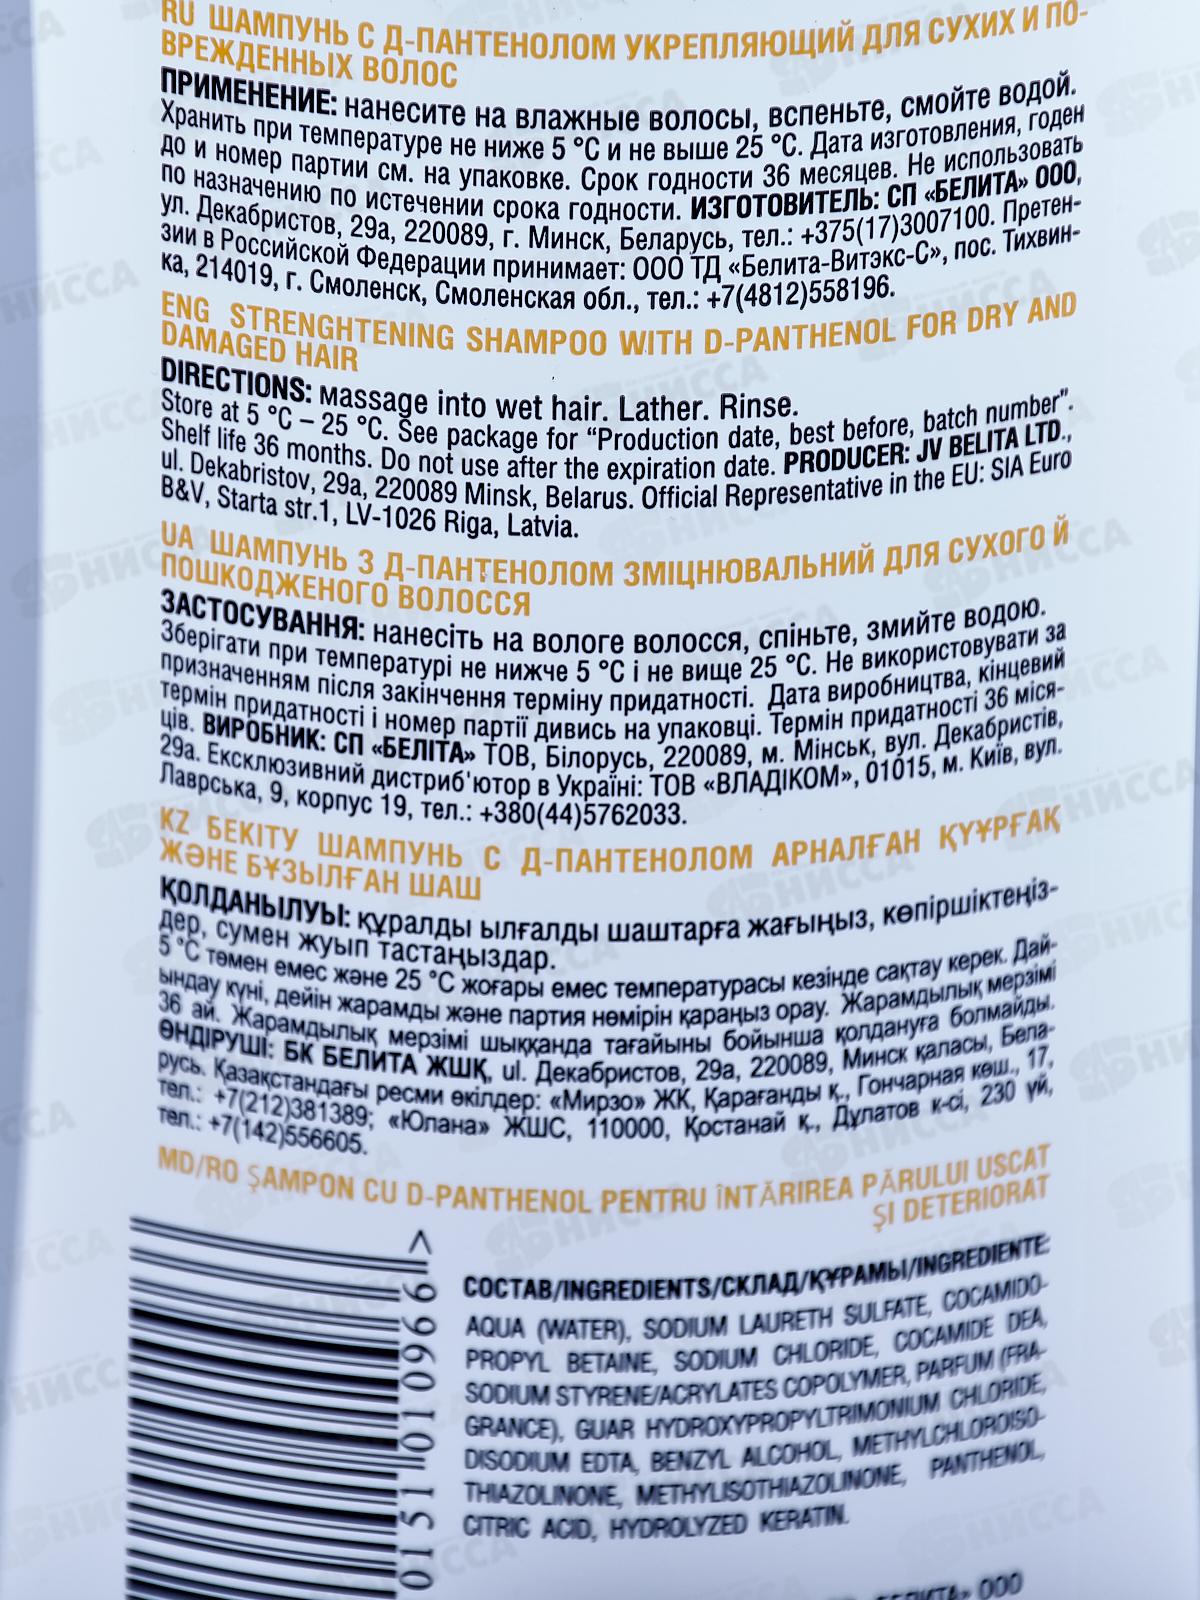 RU ШАМПУНЬ С Д-ПАНТЕНОЛОМ УКРЕПЛЯЮЩИЙ ДЛЯ СУХИХ И ПО-
ВРЕЖДЕННЫХ ВОЛОС
ПРИМЕНЕНИЕ: нанесите на влажные волосы, вспеньте, смойте водой.
Хранить при температуре не ниже 5 °С и не выше 25 °С. Дата изготовления, годен
до и номер партии см. на упаковке. Срок годности 36 месяцев. Не использовать
по назначению по истечении срока годности. ИЗГОТОВИТЕЛЬ: СП «БЕЛИТА» ООО,
ул. Декабристов, 29а, 220089, г. Минск, Беларусь, тел.: +375(17)3007100. Претен-
зии в Российской Федерации принимает: ООО ТД «Белита-Витэкс-С», пос. Тихвин-
ка, 214019, г. Смоленск, Смоленская обл., тел.: +7(4812)558196.
ENG STRENGHTENING SHAMPOO WITH D-PANTHENOL FOR DRY AND
DAMAGED HAIR
DIRECTIONS: massage into wet hair. Lather. Rinse.
Store at 5 °C – 25 °C. See package for “Production date, best before, batch number”.
Shelf life 36 months. Do not use after the expiration date. PRODUCER: JV BELITA LTD.,
ul. Dekabristov, 29a, 220089 Minsk, Belarus. Official Representative in the EU: SIA Euro
B&V, Starta str.1, LV-1026 Riga, Latvia.
UA ШАМПУНЬ З Д-ПАНТЕНОЛОМ ЗМІЦНЮВАЛЬНИЙ ДЛЯ СУХОГО Й
ПОШКОДЖЕНОГО ВОЛОССЯ
ЗАСТОСУВАННЯ: нанесіть на вологе волосся, спіньте, змийте водою.
Зберігати при температурі не нижче 5 °С і не вище 25 °С. Не використовувати за
призначенням після закінчення терміну придатності. Дата виробництва, кінцевий
термін придатності і номер партії дивись на упаковці. Термін придатності 36 міся-
ців. ВИРОБНИК: СП «БЕЛІТА» ТОВ, Білорусь, 220089, м. Мінськ, вул. Декабристів,
29а. Ексклюзивний дистриб'ютор в Україні: ТОВ «ВЛАДІКОМ», 01015, м. Київ, вул.
Лаврська, 9, корпус 19, тел.: +380(44)5762033.
KZ БЕКІТУ ШАМПУНЬ С Д-ПАНТЕНОЛОМ АРНАЛҒАН ҚҰҰРҒАҚ
ЖӘНЕ БҰЗЫЛҒАН ШАШ
ҚОЛДАНЫЛУЫ: құралды ылғалды шаштарға жағыңыз, көпіршіктеңіз-
дер, сумен жуып тастаңыздар.
5 °С төмен емес және 25 °С жоғары емес температурасы кезінде сақтау керек. Дай-
ындау күні, дейін жарамды және партия нөмірін қараңыз орау. Жарамдылық мерзімі
36 ай. Жарамдылық мерзімі шыққанда тағайыны бойынша қолдануға болмайды.
ӨНДІРУШІ: БК БЕЛИТА ЖШҚ, ul. Декабристов, 29а, 220089, Минск қаласы, Бела-
русь. Қазақстандағы ресми өкілдер: «Мирзо» ЖК, Қарағанды қ., Гончарная көш., 17,
тел.: +7(212)381389; «Юлана» ЖШС, 110000, Қостанай қ., Дулатов к-сі, 230 үй,
тел.: +7(142)556605.
MD/RO ȘAMPON CU D-PANTHENOL PENTRU ÎNTĂRIREA PĂRULUI USCAT
ȘI DETERIORAT
СОСТАВ/INGREDIENTS/СКЛАД/ҚҰРАМЫ/INGREDIENTE:
AQUA (WATER), SODIUM LAURETH SULFATE, COCAMIDO-
PROPYL BETAINE, SODIUM CHLORIDE, COCAMIDE DEA,
SODIUM STYRENE/ACRYLATES COPOLYMER, PARFUM (FRA-
GRANCE), GUAR HYDROXYPROPYLTRIMONIUM CHLORIDE,
DISODIUM EDTA, BENZYL ALCOHOL, METHYLCHLOROISO-
THIAZOLINONE, METHYLISOTHIAZOLINONE, PANTHENOL,
CITRIC ACID, HYDROLYZED KERATIN.
0151 010966 >
«БЕЛИТА» ООО
НИССА